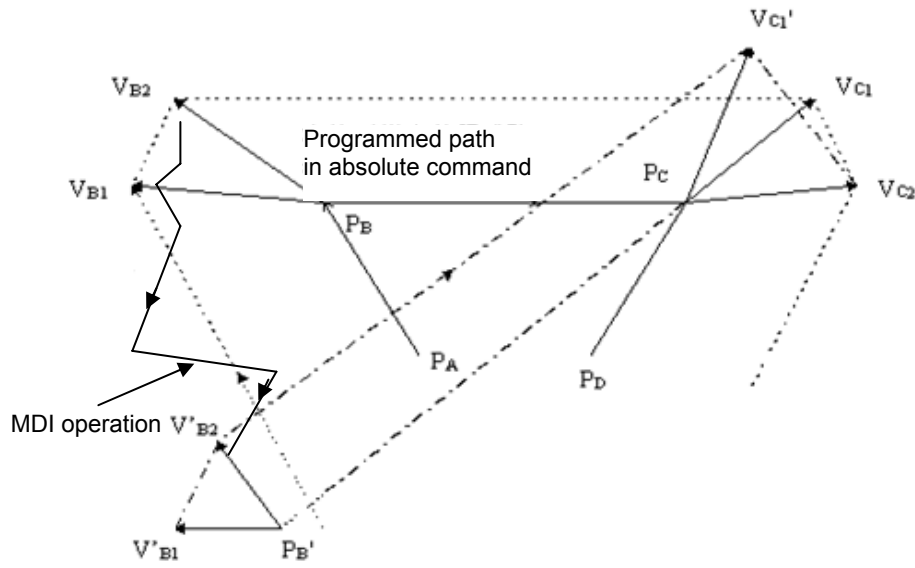 VC1'
VB2
VC1
Programmed path
in absolute command
PC
VB1
VC2
PB
PA
PD
MDI operation
V'B2
V'B1
PB'